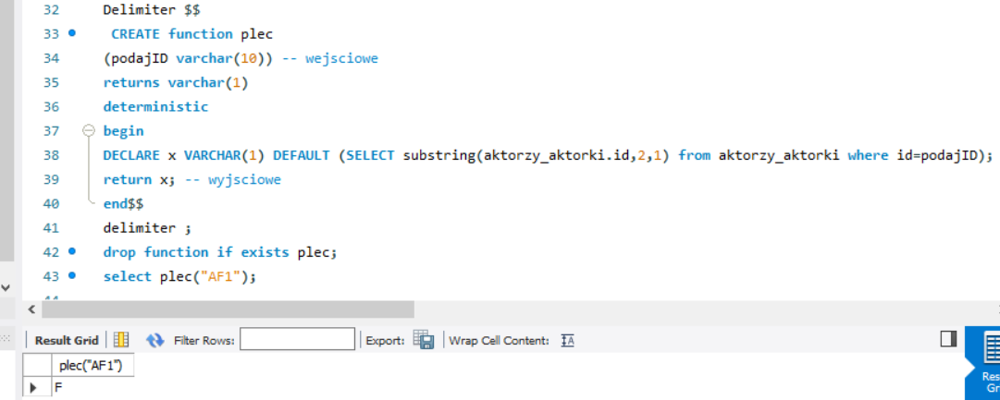 32 Delimiter $$
33 CREATE function plec
34 (podajID varchar(10)) -- wejsciowe
35 returns varchar(1)
36 deterministic
37 begin
38 DECLARE x VARCHAR(1) DEFAULT (SELECT substring(aktorzy_aktorki.id,2,1) from aktorzy_aktorki where id=podajID);
39 return x; -- wyjsciowe
40 end$$
41 delimiter ;
42 drop function if exists plec;
43 select plec("AF1");
44
Result Grid Filter Rows: Export: Wrap Cell Content: IA
plec("AF1")
F